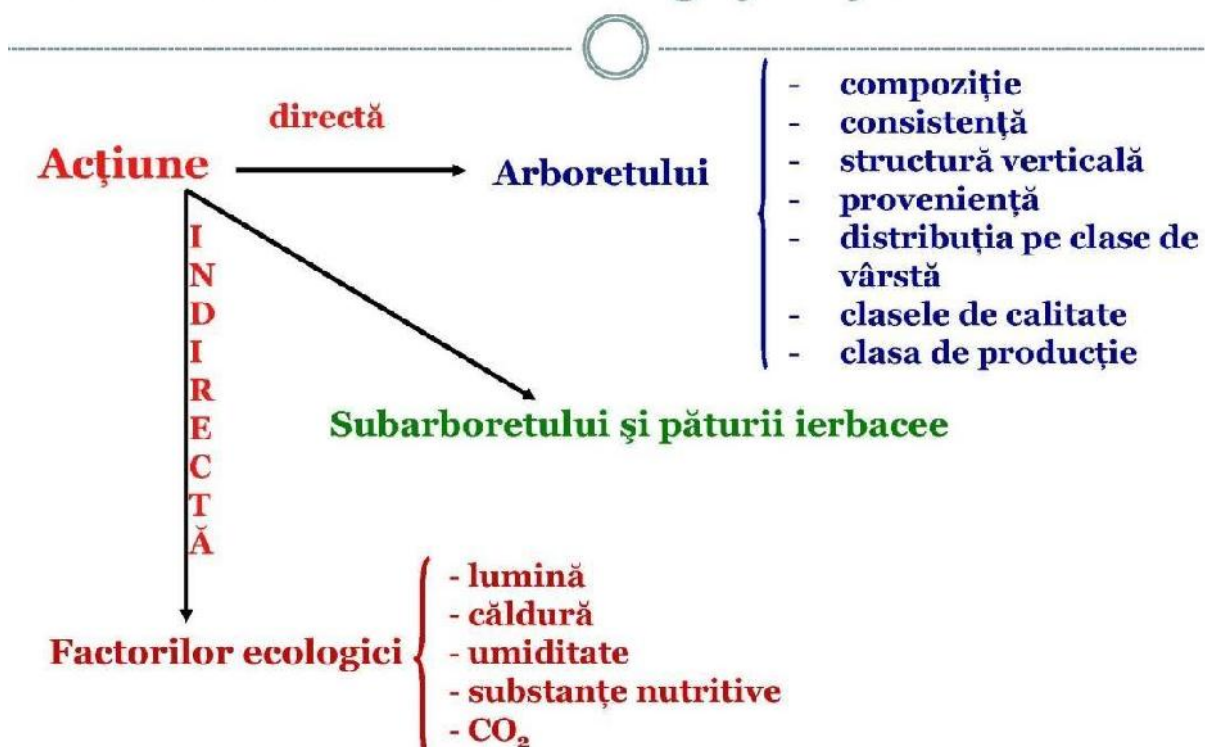 directă
Acțiune
Arboretului
- compoziție
- consistență
- structură verticală
- proveniență
- distribuția pe clase de
vârstă
- clasele de calitate
- clasa de producție
INDIRECTĂ
Subarboretului şi păturii ierbacee
Factorilor ecologici
- lumină
- căldură
- umiditate
- substanțe nutritive
- CO₂